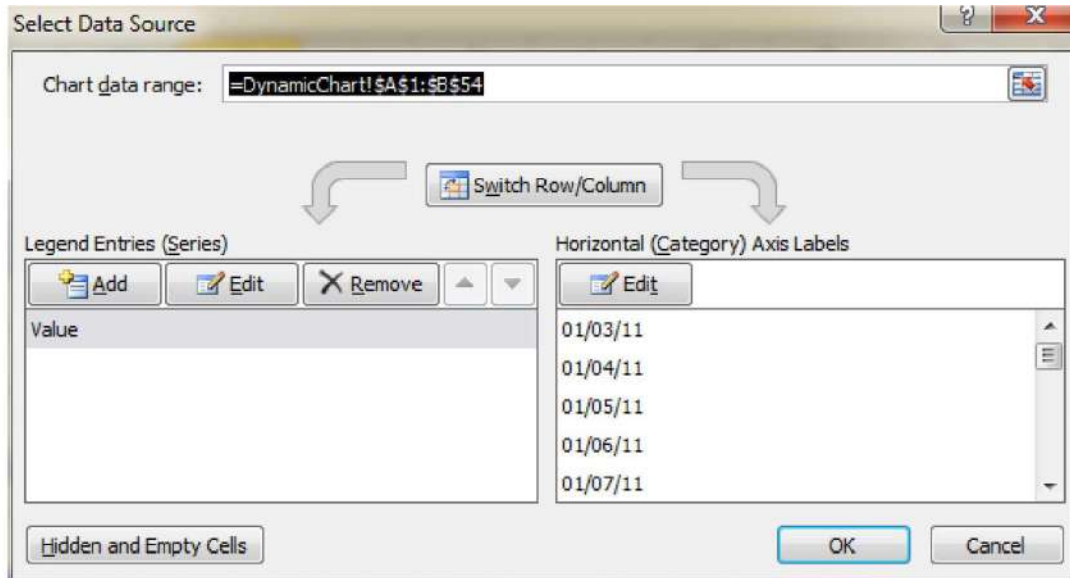 Select Data Source
Chart data range: =DynamicChart!$A$1:$B$54
Switch Row/Column
Legend Entries (Series)
Add Edit Remove
Value
Horizontal (Category) Axis Labels
Edit
01/03/11
01/04/11
01/05/11
01/06/11
01/07/11
Hidden and Empty Cells
OK Cancel